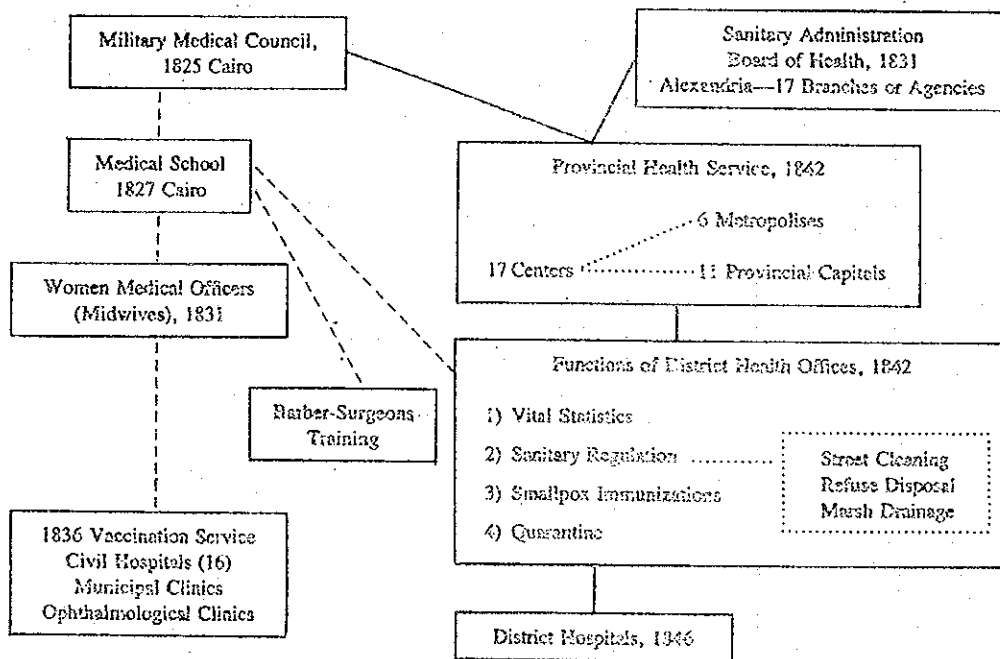 Military Medical Council,
1825 Cairo
Sanitary Administration
Board of Health, 1831
Alexandria—17 Branches or Agencies
Medical School
1827 Cairo
Provincial Health Service, 1842
6 Metropolises
17 Centers
11 Provincial Capitals
Women Medical Officers
(Midwives), 1831
Functions of District Health Offices, 1842
1) Vital Statistics
2) Sanitary Regulation
3) Smallpox Immunizations
4) Quarantine
Street Cleaning
Refuse Disposal
Marsh Drainage
Barber-Surgeons
Training
1836 Vaccination Service
Civil Hospitals (16)
Municipal Clinics
Ophthalmological Clinics
District Hospitals, 1846